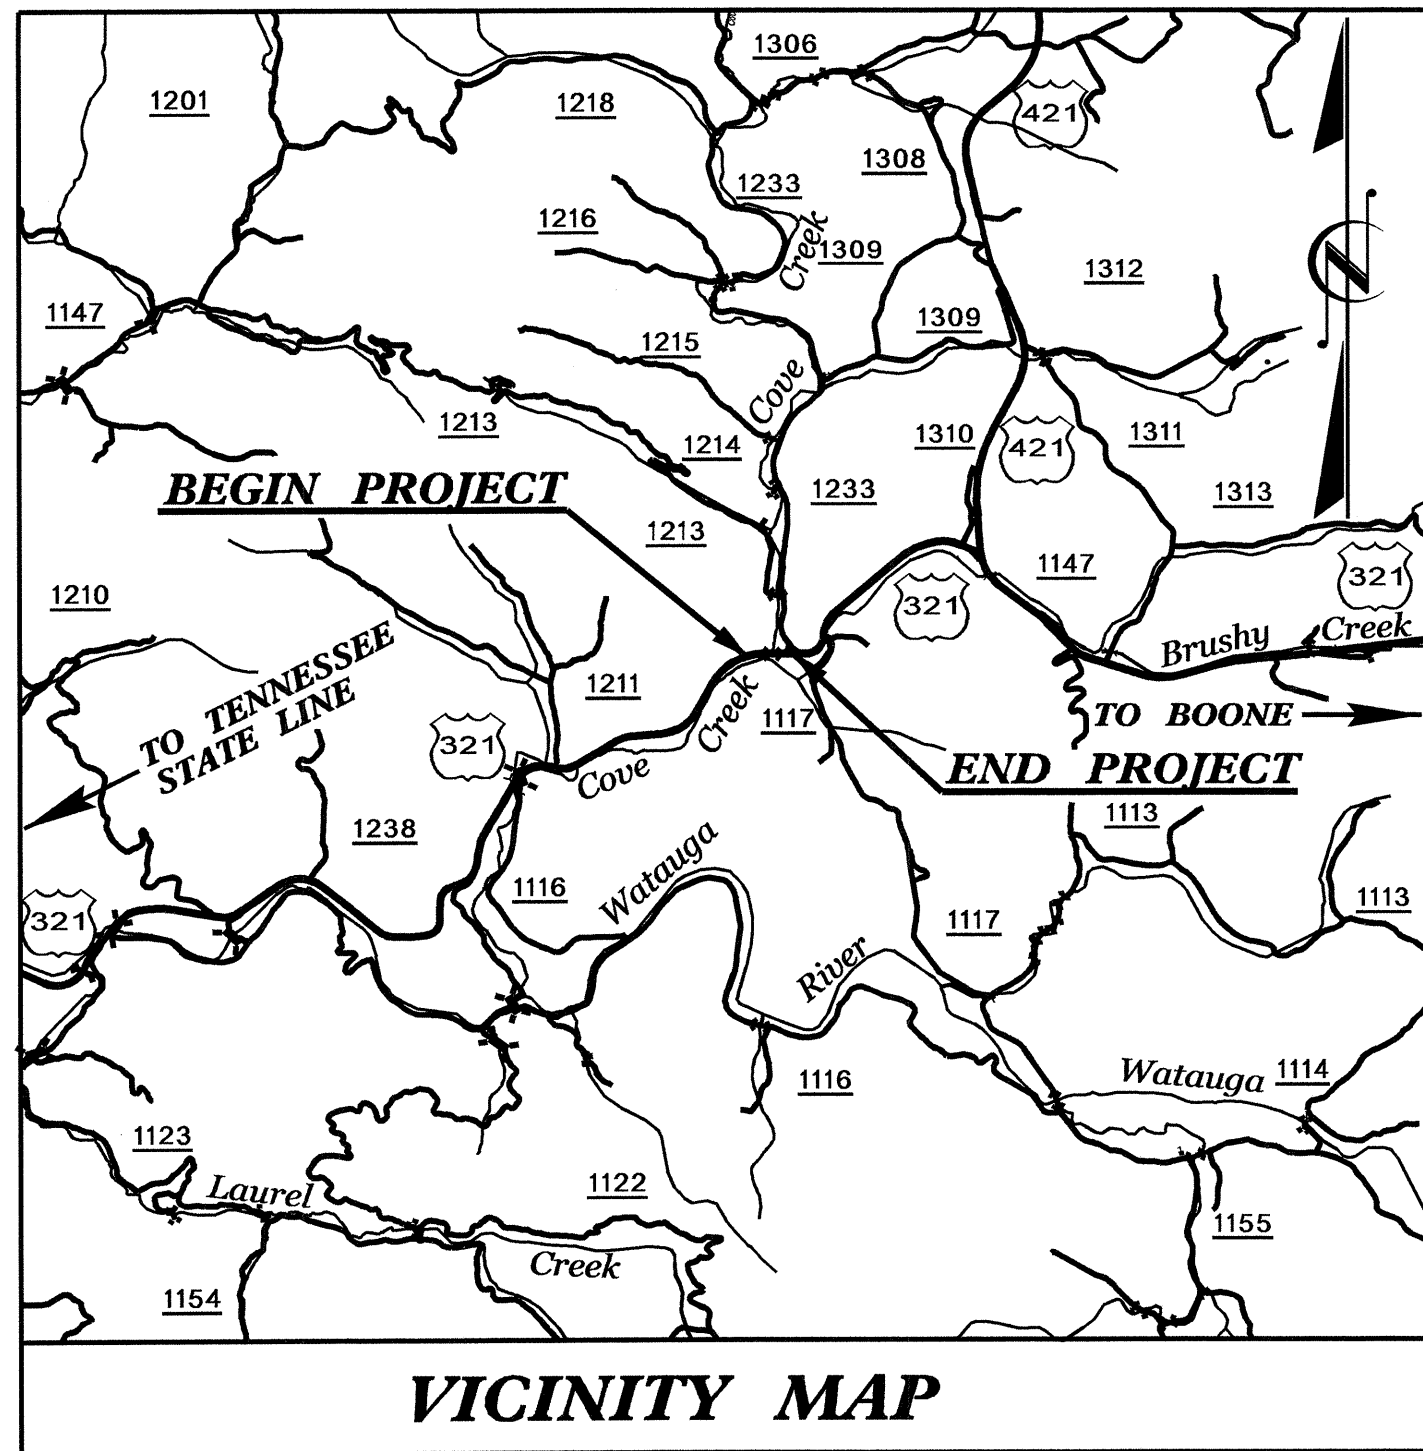 1306
1201
1218
421
1308
1233
1216
Creek
1309
1312
1147
1309
1215
Cove
1213
1214
1310
421
1311
BEGIN PROJECT
1233
1313
1213
1147
321
1210
321
Brushy Creek
TO TENNESSEE
STATE LINE
1211
Creek
1117
TO BOONE
321
Cove
END PROJECT
1238
1113
Watauga
1116
321
1117
1113
River
Watauga
1114
1116
1123
Laurel
1122
1155
Creek
1154
N
VICINITY MAP